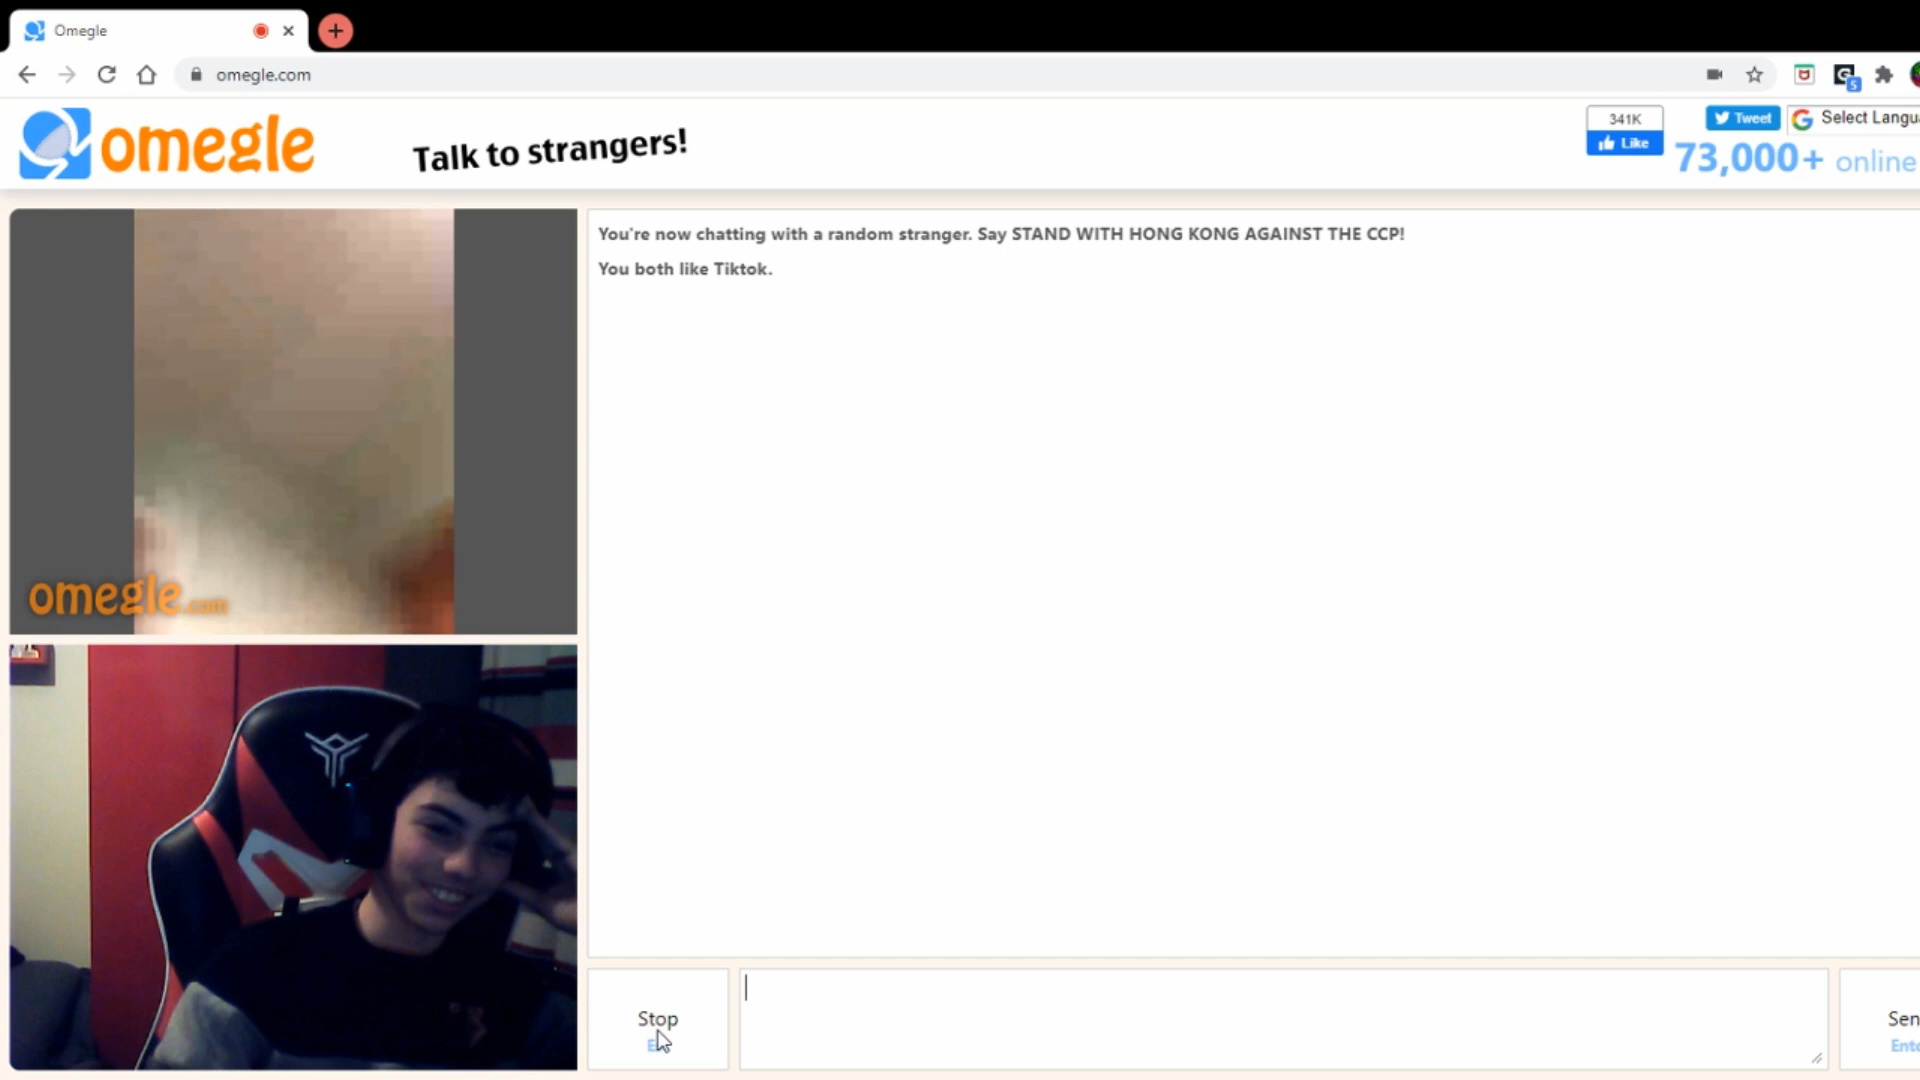 Omegle
omegle.com
omegle
Talk to strangers!
341K
Like
Tweet
Select Langu
73,000+ online
You're now chatting with a random stranger. Say STAND WITH HONG KONG AGAINST THE CCP!
You both like Tiktok.
omegle.com
Stop
Sen
Ente